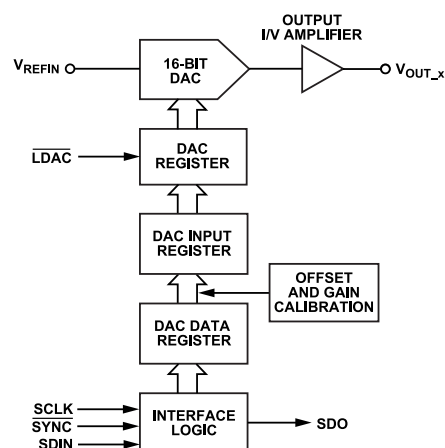 OUTPUT
I/V AMPLIFIER
VREFIN
16-BIT
DAC
VOUT_x
LDAC
DAC
REGISTER
DAC INPUT
REGISTER
OFFSET
AND GAIN
CALIBRATION
DAC DATA
REGISTER
SCLK
SYNC
SDIN
INTERFACE
LOGIC
SDO